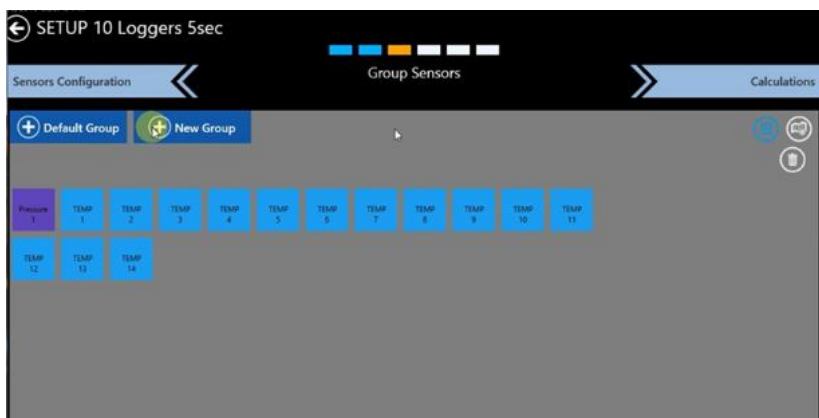 SETUP 10 Loggers 5sec
Group Sensors
Sensors Configuration
Calculations
Default Group
New Group
Pressure TEMP TEMP TEMP TEMP TEMP TEMP TEMP TEMP TEMP TEMP TEMP
1 1 2 3 4 5 6 7 8 9 10 11
TEMP TEMP TEMP
12 13 14